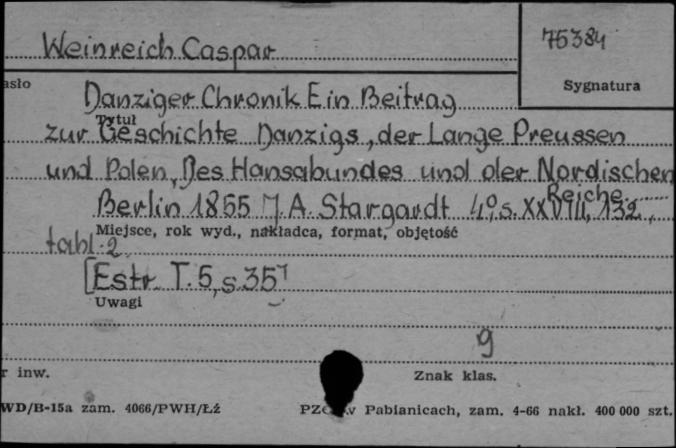 Weinreich Caspar
75384
asło
Sygnatura
Danziger Chronik Ein Beitrag
Tytuł
zur Geschichte Danzigs, der Lange Preussen
und Polen, Des Hansabundes und der Nordischen
Reiche.
Berlin 1855 J.A. Stargardt 4°, s. XXVIII, 132,
Miejsce, rok wyd., nakładca, format, objętość
tabl. 2
[Estr. T. 5, s. 35]
Uwagi
9
r inw.
Znak klas.
WD/B-15a zam. 4066/PWH/Łż
Pabianicach, zam. 4-66 nakł. 400 000 szt.